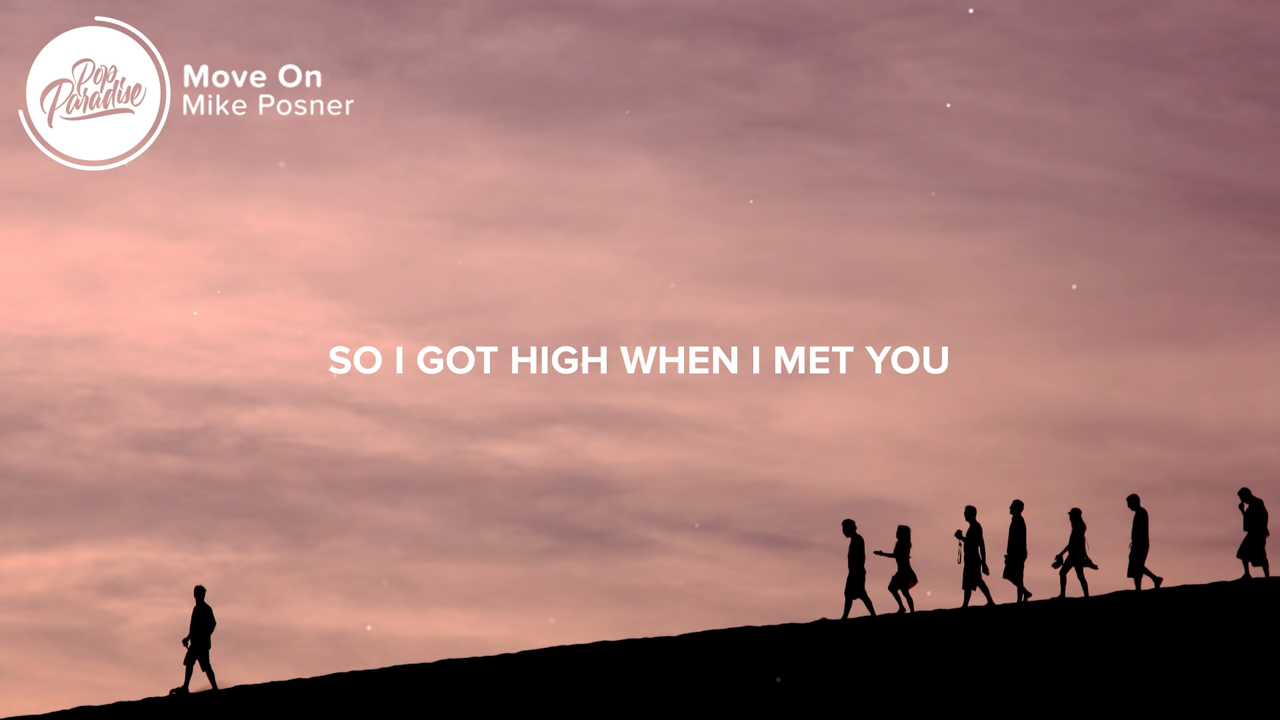 Pop
Paradise
Move On
Mike Posner
SO I GOT HIGH WHEN I MET YOU